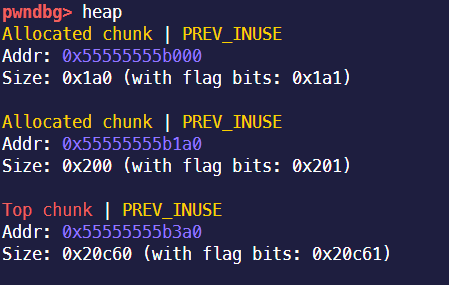 pwndbg> heap
Allocated chunk | PREV_INUSE
Addr: 0x55555555b000
Size: 0x1a0 (with flag bits: 0x1a1)
Allocated chunk | PREV_INUSE
Addr: 0x55555555b1a0
Size: 0x200 (with flag bits: 0x201)
Top chunk | PREV_INUSE
Addr: 0x55555555b3a0
Size: 0x20c60 (with flag bits: 0x20c61)